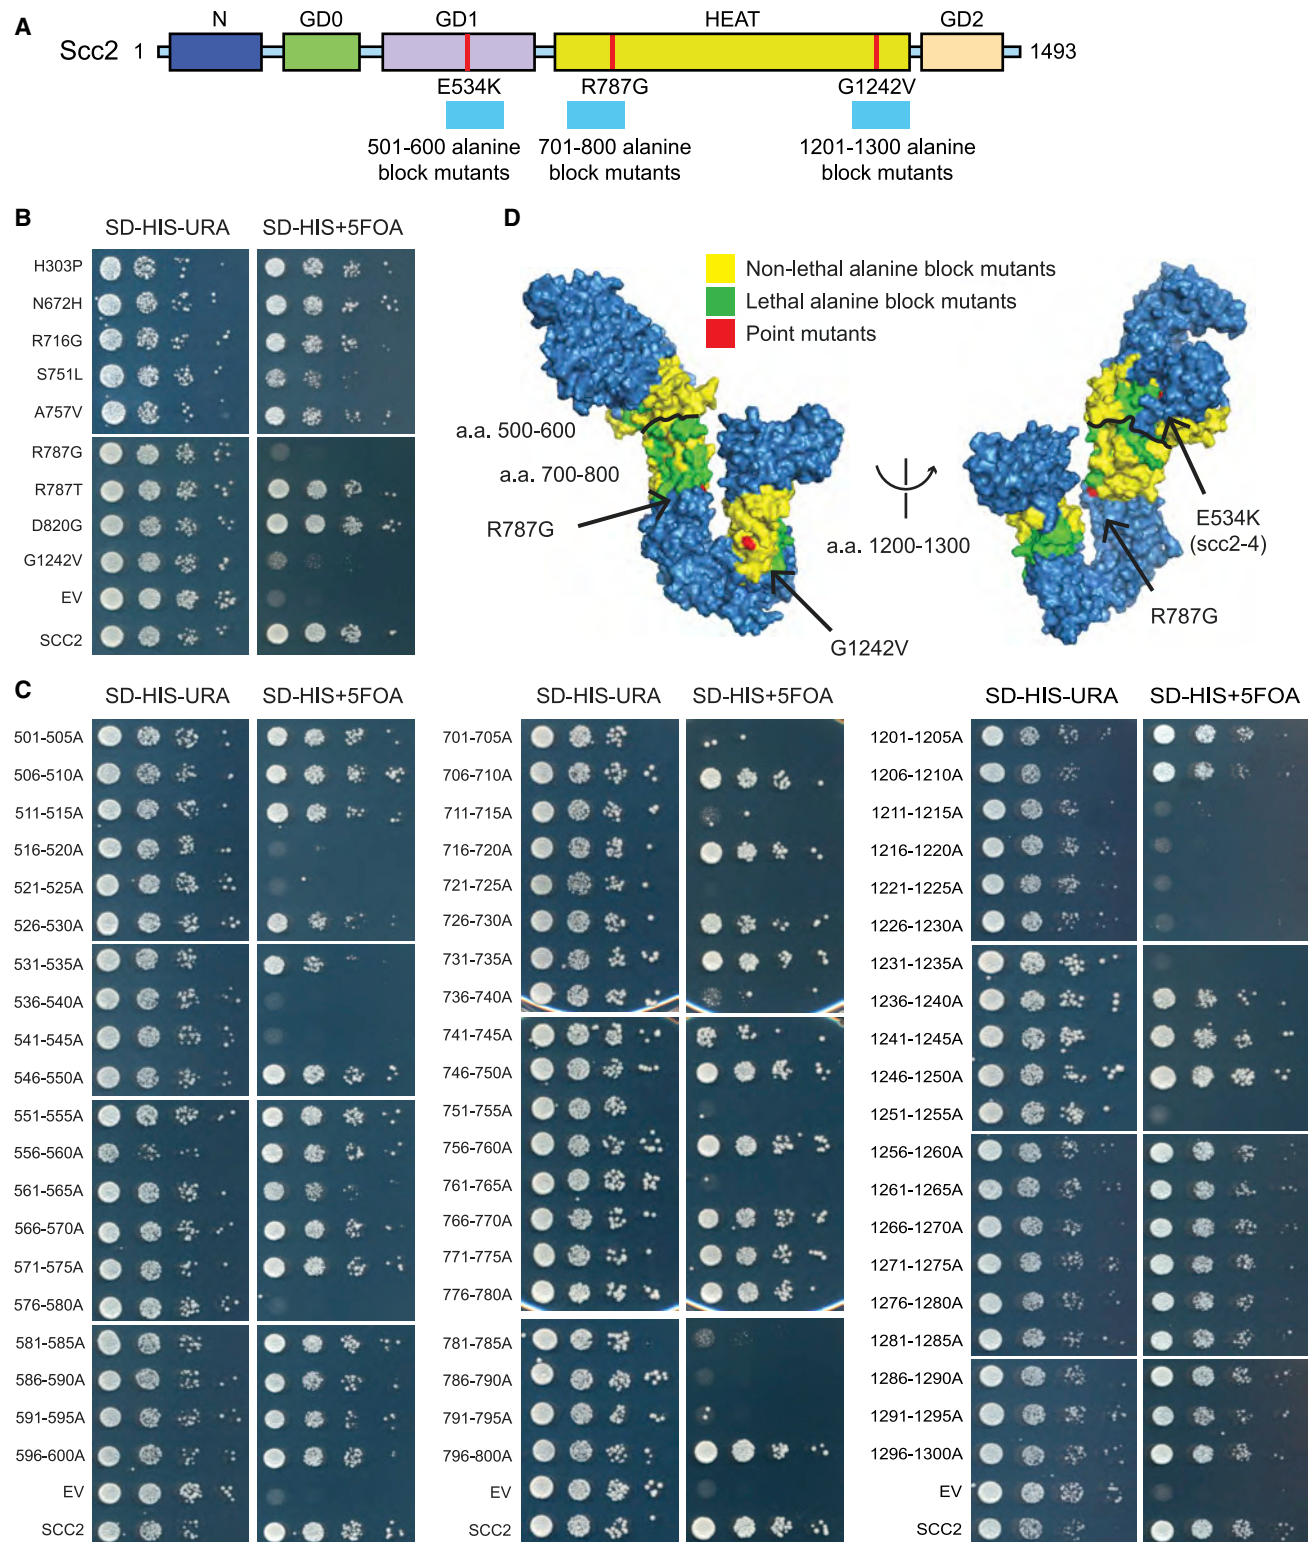 A
N GD0 GD1 HEAT GD2
Scc2 1 1493
E534K R787G G1242V
501-600 alanine block mutants
701-800 alanine block mutants
1201-1300 alanine block mutants
B
SD-HIS-URA SD-HIS+5FOA
H303P
N672H
R716G
S751L
A757V
R787G
R787T
D820G
G1242V
EV
SCC2
D
Non-lethal alanine block mutants
Lethal alanine block mutants
Point mutants
a.a. 500-600
a.a. 700-800
R787G
a.a. 1200-1300
G1242V
E534K
(scc2-4)
R787G
C
SD-HIS-URA SD-HIS+5FOA
501-505A
506-510A
511-515A
516-520A
521-525A
526-530A
531-535A
536-540A
541-545A
546-550A
551-555A
556-560A
561-565A
566-570A
571-575A
576-580A
581-585A
586-590A
591-595A
596-600A
EV
SCC2
SD-HIS-URA SD-HIS+5FOA
701-705A
706-710A
711-715A
716-720A
721-725A
726-730A
731-735A
736-740A
741-745A
746-750A
751-755A
756-760A
761-765A
766-770A
771-775A
776-780A
781-785A
786-790A
791-795A
796-800A
EV
SCC2
SD-HIS-URA SD-HIS+5FOA
1201-1205A
1206-1210A
1211-1215A
1216-1220A
1221-1225A
1226-1230A
1231-1235A
1236-1240A
1241-1245A
1246-1250A
1251-1255A
1256-1260A
1261-1265A
1266-1270A
1271-1275A
1276-1280A
1281-1285A
1286-1290A
1291-1295A
1296-1300A
EV
SCC2